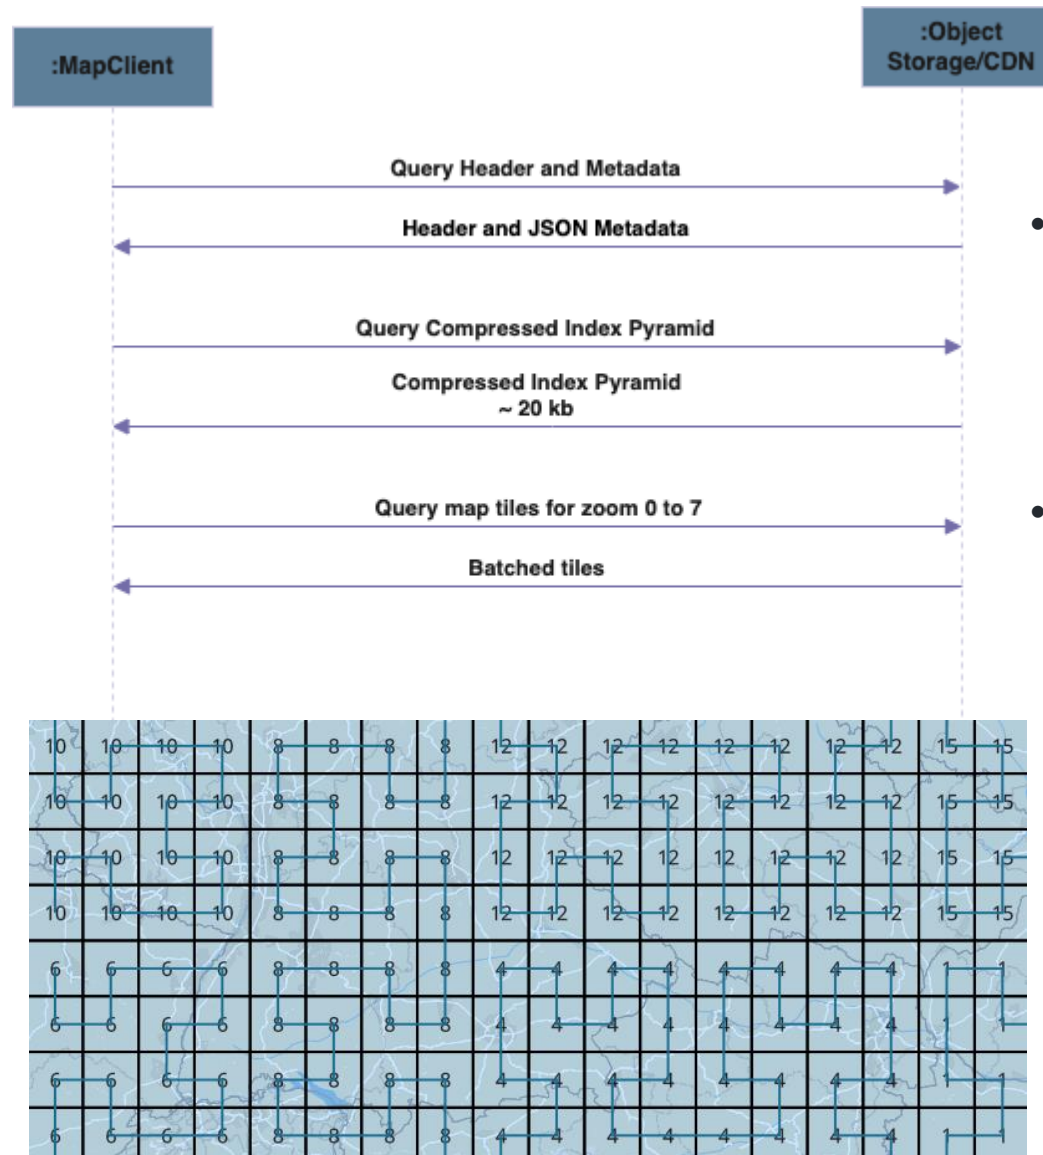 :MapClient
:Object
Storage/CDN
Query Header and Metadata
Header and JSON Metadata
Query Compressed Index Pyramid
Compressed Index Pyramid
~ 20 kb
Query map tiles for zoom 0 to 7
Batched tiles
10 10 10 10 8 8 8 8 12 12 12 12 12 12 12 12 15 15
10 10 10 10 8 8 8 8 12 12 12 12 12 12 12 12 15 15
10 10 10 10 8 8 8 8 12 12 12 12 12 12 12 12 15 15
10 10 10 10 8 8 8 8 12 12 12 12 12 12 12 12 15 15
6 6 6 6 8 8 8 8 4 4 4 4 4 4 4 4 1 1
6 6 6 6 8 8 8 8 4 4 4 4 4 4 4 4 1 1
6 6 6 6 8 8 8 8 4 4 4 4 4 4 4 4 1 1
6 6 6 6 8 8 8 8 4 4 4 4 4 4 4 4 1 1